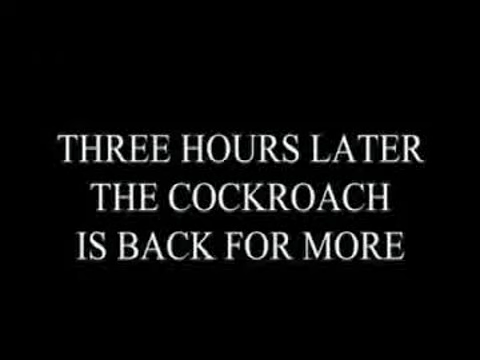 THREE HOURS LATER
THE COCKROACH
IS BACK FOR MORE